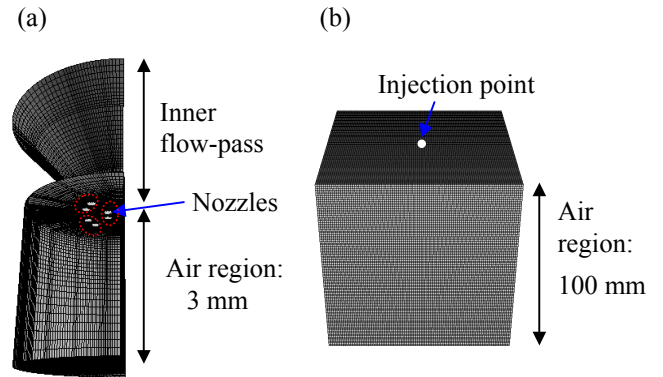 (a)
Inner
flow-pass
Nozzles
Air region:
3 mm
(b)
Injection point
Air
region:
100 mm